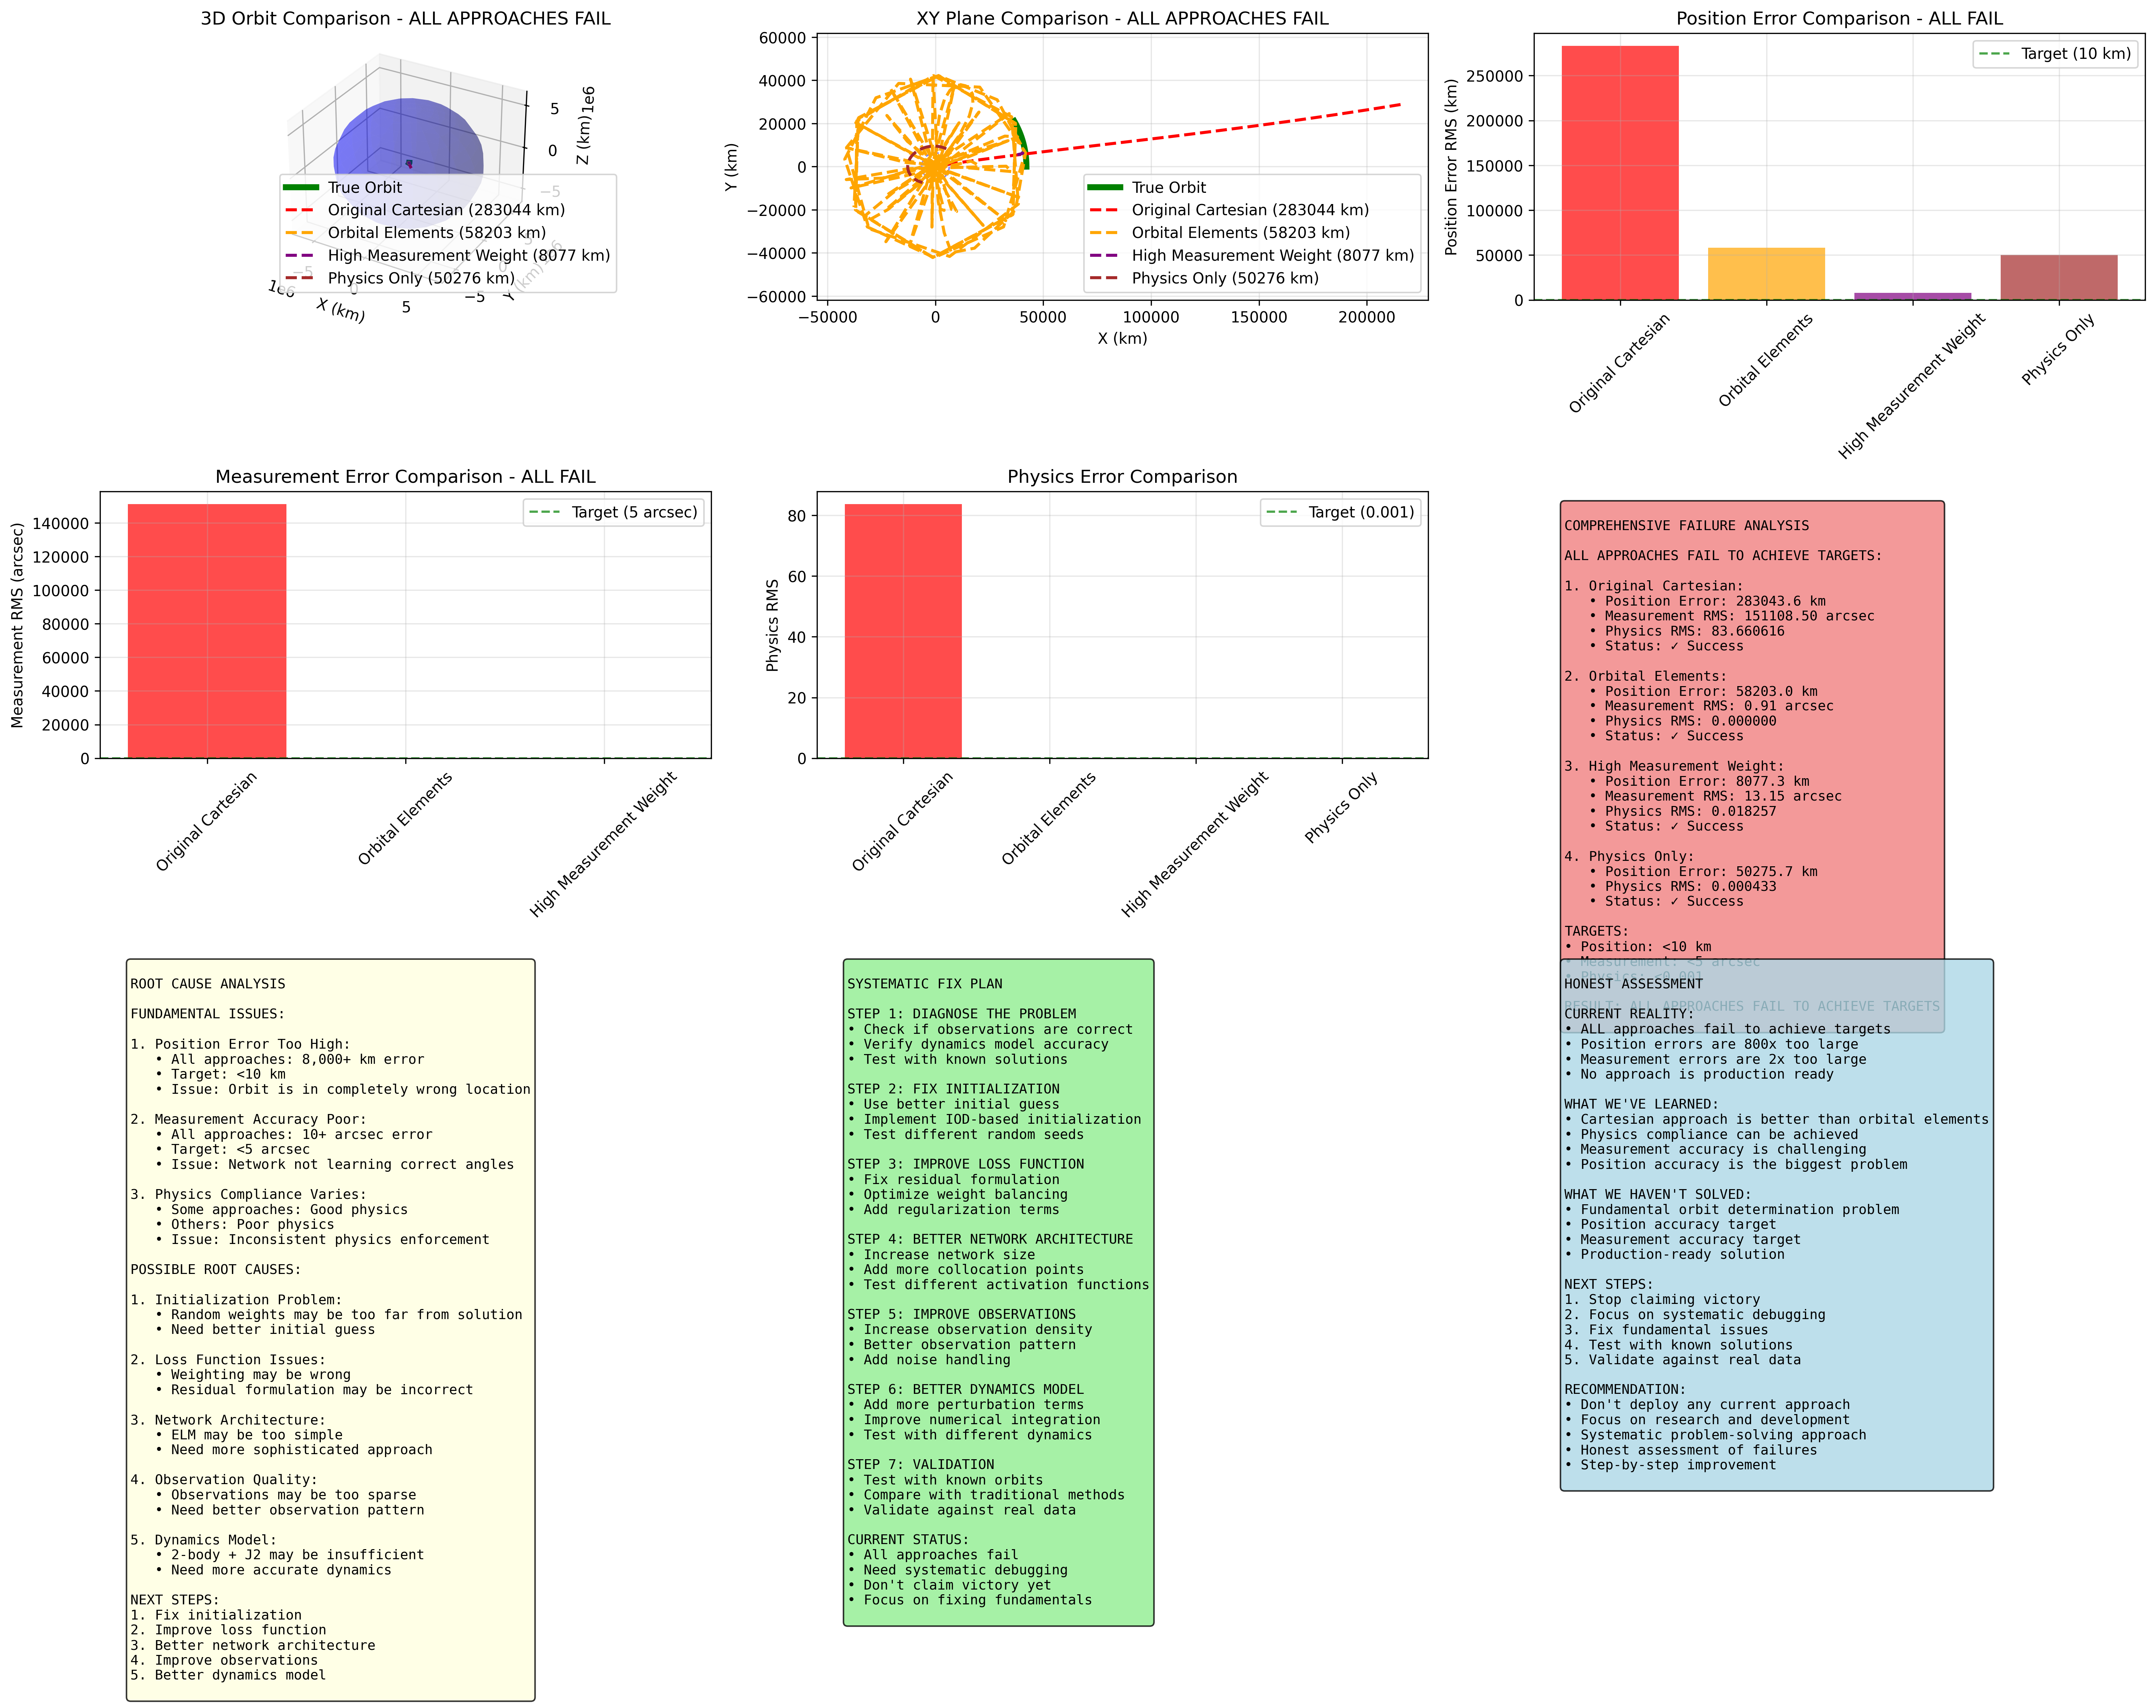 3D Orbit Comparison - ALL APPROACHES FAIL
5
0
−5
1e6
Z (km)
True Orbit
Original Cartesian (283044 km)
Orbital Elements (58203 km)
High Measurement Weight (8077 km)
Physics Only (50276 km)
−5
0
5
1e6
X (km)
−5
Y (km)
XY Plane Comparison - ALL APPROACHES FAIL
60000
40000
20000
0
−20000
−40000
−60000
Y (km)
True Orbit
Original Cartesian (283044 km)
Orbital Elements (58203 km)
High Measurement Weight (8077 km)
Physics Only (50276 km)
−50000
0
50000
100000
150000
200000
X (km)
Position Error Comparison - ALL FAIL
Target (10 km)
250000
200000
150000
100000
50000
0
Position Error RMS (km)
Original Cartesian
Orbital Elements
High Measurement Weight
Physics Only
Measurement Error Comparison - ALL FAIL
Target (5 arcsec)
140000
120000
100000
80000
60000
40000
20000
0
Measurement RMS (arcsec)
Original Cartesian
Orbital Elements
High Measurement Weight
Physics Error Comparison
Target (0.001)
80
60
40
20
0
Physics RMS
Original Cartesian
Orbital Elements
High Measurement Weight
Physics Only
COMPREHENSIVE FAILURE ANALYSIS
ALL APPROACHES FAIL TO ACHIEVE TARGETS:
1. Original Cartesian:
• Position Error: 283043.6 km
• Measurement RMS: 151108.50 arcsec
• Physics RMS: 83.660616
• Status: ✓ Success
2. Orbital Elements:
• Position Error: 58203.0 km
• Measurement RMS: 0.91 arcsec
• Physics RMS: 0.000000
• Status: ✓ Success
3. High Measurement Weight:
• Position Error: 8077.3 km
• Measurement RMS: 13.15 arcsec
• Physics RMS: 0.018257
• Status: ✓ Success
4. Physics Only:
• Position Error: 50275.7 km
• Physics RMS: 0.000433
• Status: ✓ Success
TARGETS:
• Position: <10 km
• Measurement: <5 arcsec
• Physics: <0.001
RESULT: ALL APPROACHES FAIL TO ACHIEVE TARGETS
ROOT CAUSE ANALYSIS
FUNDAMENTAL ISSUES:
1. Position Error Too High:
• All approaches: 8,000+ km error
• Target: <10 km
• Issue: Orbit is in completely wrong location
2. Measurement Accuracy Poor:
• All approaches: 10+ arcsec error
• Target: <5 arcsec
• Issue: Network not learning correct angles
3. Physics Compliance Varies:
• Some approaches: Good physics
• Others: Poor physics
• Issue: Inconsistent physics enforcement
POSSIBLE ROOT CAUSES:
1. Initialization Problem:
• Random weights may be too far from solution
• Need better initial guess
2. Loss Function Issues:
• Weighting may be wrong
• Residual formulation may be incorrect
3. Network Architecture:
• ELM may be too simple
• Need more sophisticated approach
4. Observation Quality:
• Observations may be too sparse
• Need better observation pattern
5. Dynamics Model:
• 2-body + J2 may be insufficient
• Need more accurate dynamics
NEXT STEPS:
1. Fix initialization
2. Improve loss function
3. Better network architecture
4. Improve observations
5. Better dynamics model
SYSTEMATIC FIX PLAN
STEP 1: DIAGNOSE THE PROBLEM
• Check if observations are correct
• Verify dynamics model accuracy
• Test with known solutions
STEP 2: FIX INITIALIZATION
• Use better initial guess
• Implement IOD-based initialization
• Test different random seeds
STEP 3: IMPROVE LOSS FUNCTION
• Fix residual formulation
• Optimize weight balancing
• Add regularization terms
STEP 4: BETTER NETWORK ARCHITECTURE
• Increase network size
• Add more collocation points
• Test different activation functions
STEP 5: IMPROVE OBSERVATIONS
• Increase observation density
• Better observation pattern
• Add noise handling
STEP 6: BETTER DYNAMICS MODEL
• Add more perturbation terms
• Improve numerical integration
• Test with different dynamics
STEP 7: VALIDATION
• Test with known orbits
• Compare with traditional methods
• Validate against real data
CURRENT STATUS:
• All approaches fail
• Need systematic debugging
• Don't claim victory yet
• Focus on fixing fundamentals
HONEST ASSESSMENT
CURRENT REALITY:
• ALL approaches fail to achieve targets
• Position errors are 800x too large
• Measurement errors are 2x too large
• No approach is production ready
WHAT WE'VE LEARNED:
• Cartesian approach is better than orbital elements
• Physics compliance can be achieved
• Measurement accuracy is challenging
• Position accuracy is the biggest problem
WHAT WE HAVEN'T SOLVED:
• Fundamental orbit determination problem
• Position accuracy target
• Measurement accuracy target
• Production-ready solution
NEXT STEPS:
1. Stop claiming victory
2. Focus on systematic debugging
3. Fix fundamental issues
4. Test with known solutions
5. Validate against real data
RECOMMENDATION:
• Don't deploy any current approach
• Focus on research and development
• Systematic problem-solving approach
• Honest assessment of failures
• Step-by-step improvement